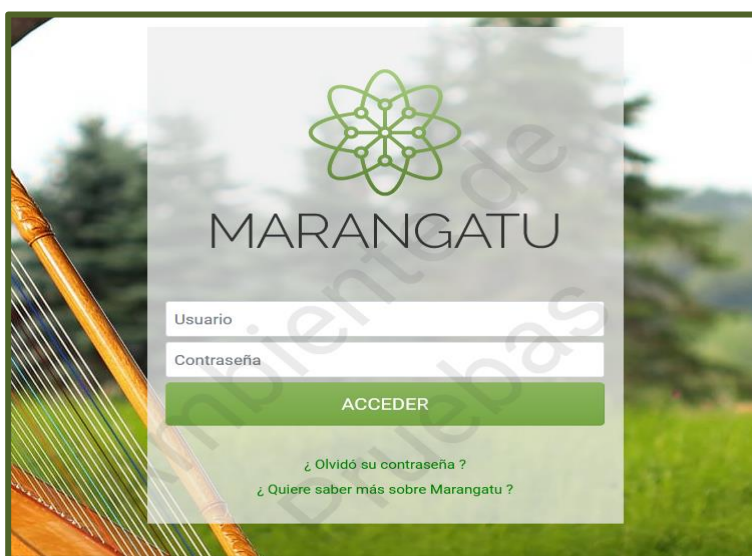 MARANGATU
Usuario
Contraseña
ACCEDER
¿ Olvidó su contraseña ?
¿ Quiere saber más sobre Marangatu ?
Ambiente de
Pruebas